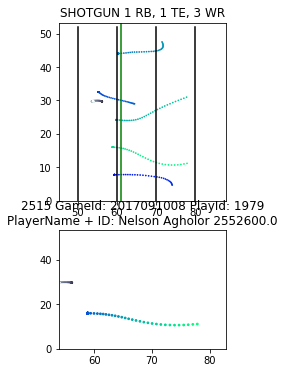 SHOTGUN 1 RB, 1 TE, 3 WR
50
40
30
20
10
0
50 60 70 80
2515 GameId: 2017091008 PlayId: 1979
PlayerName + ID: Nelson Agholor 2552600.0
40
20
0
60 70 80